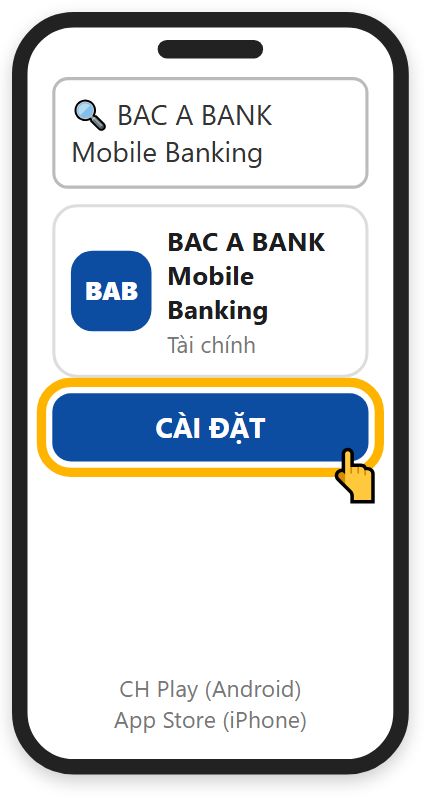 BAC A BANK
Mobile Banking
BAB
BAC A BANK
Mobile
Banking
Tài chính
CÀI ĐẶT
CH Play (Android)
App Store (iPhone)